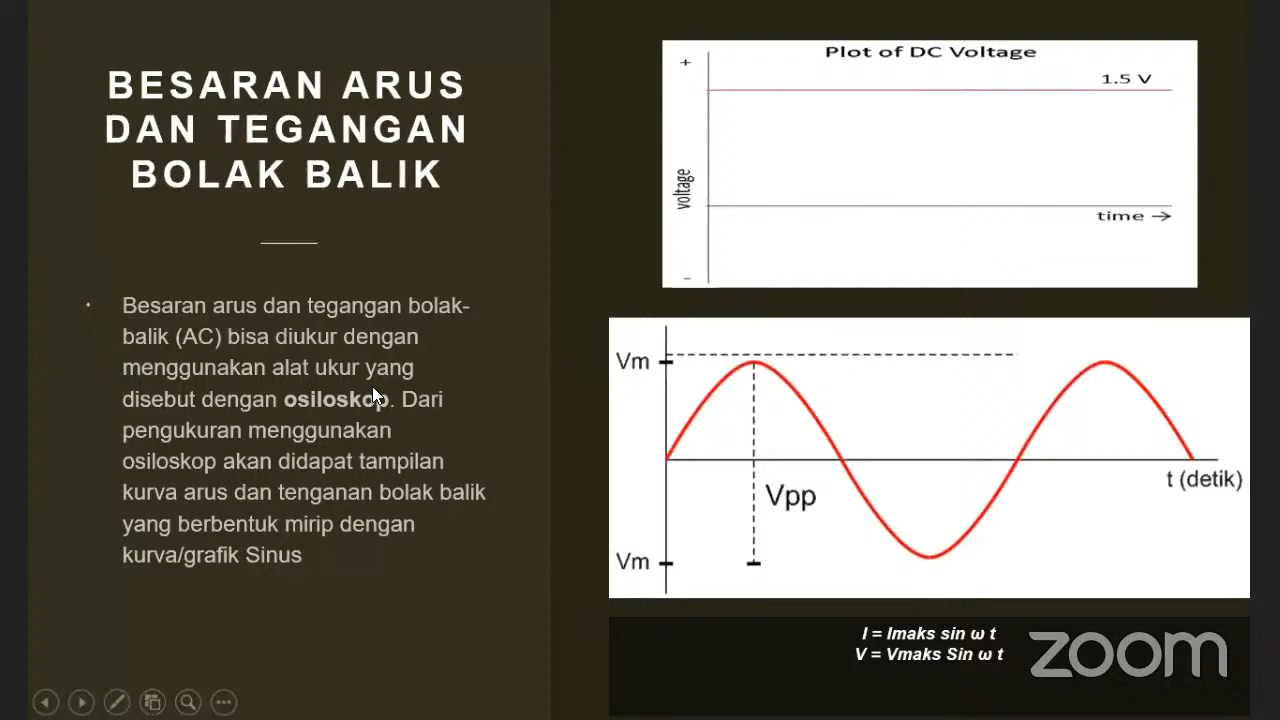 BESARAN ARUS
DAN TEGANGAN
BOLAK BALIK
• Besaran arus dan tegangan bolak-
balik (AC) bisa diukur dengan
menggunakan alat ukur yang
disebut dengan osiloskop. Dari
pengukuran menggunakan
osiloskop akan didapat tampilan
kurva arus dan tenganan bolak balik
yang berbentuk mirip dengan
kurva/grafik Sinus
Plot of DC Voltage
+
1.5 V
voltage
time →
-
Vm
Vpp
t (detik)
Vm
I = Imaks sin ω t
V = Vmaks Sin ω t
zoom